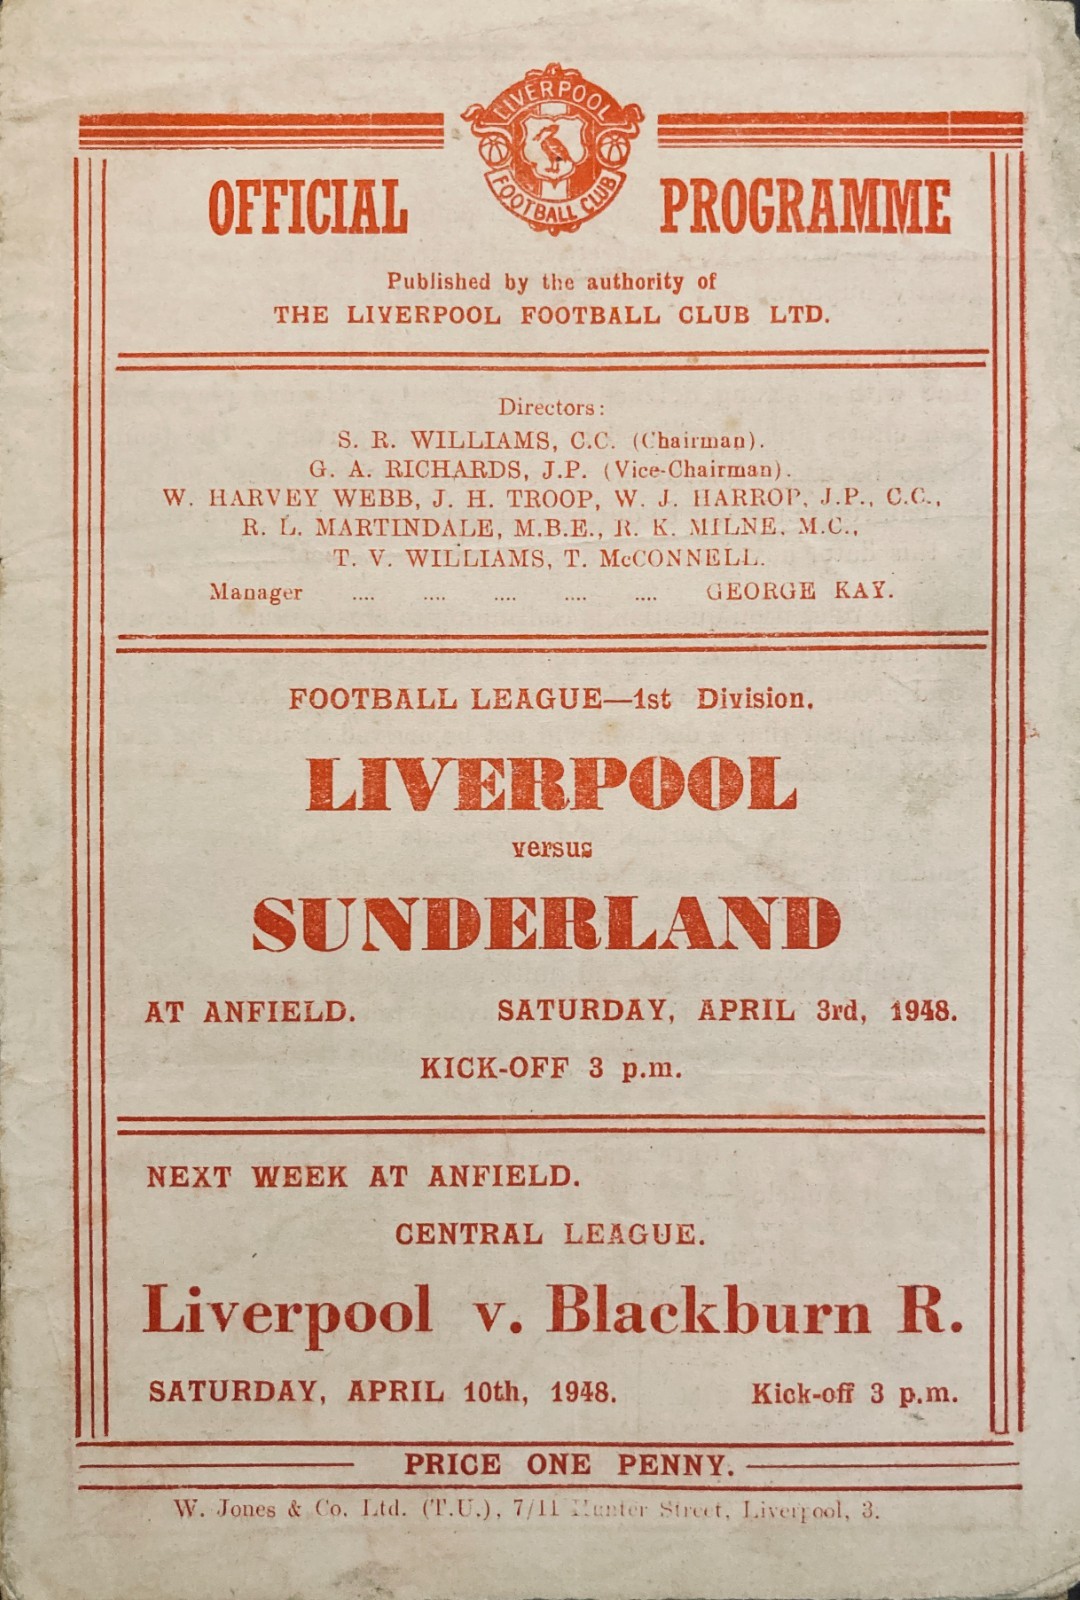 LIVERPOOL
FOOTBALL CLUB
OFFICIAL PROGRAMME
Published by the authority of
THE LIVERPOOL FOOTBALL CLUB LTD.
Directors:
S. R. WILLIAMS, C.C. (Chairman).
G. A. RICHARDS, J.P. (Vice-Chairman).
W. HARVEY WEBB, J. H. TROOP, W. J. HARROP, J.P., C.C.,
R. L. MARTINDALE, M.B.E., R. K. MILNE, M.C.,
T. V. WILLIAMS, T. McCONNELL.
Manager .... .... .... .... .... GEORGE KAY.
FOOTBALL LEAGUE—1st Division.
LIVERPOOL
versus
SUNDERLAND
AT ANFIELD. SATURDAY, APRIL 3rd, 1948.
KICK-OFF 3 p.m.
NEXT WEEK AT ANFIELD.
CENTRAL LEAGUE.
Liverpool v. Blackburn R.
SATURDAY, APRIL 10th, 1948. Kick-off 3 p.m.
PRICE ONE PENNY.
W. Jones & Co. Ltd. (T.U.), 7/11 Hunter Street, Liverpool, 3.